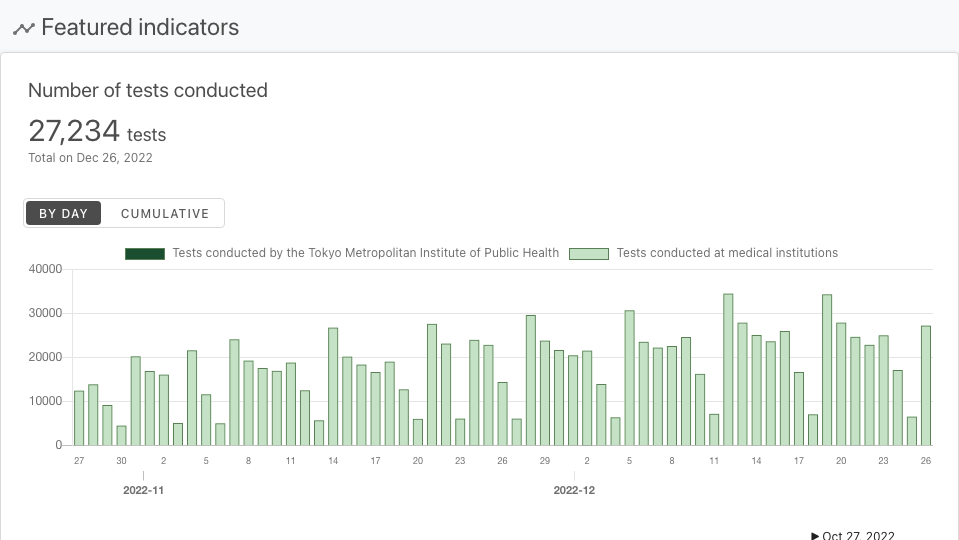 Featured indicators
Number of tests conducted
27,234 tests
Total on Dec 26, 2022
BY DAY CUMULATIVE
Tests conducted by the Tokyo Metropolitan Institute of Public Health Tests conducted at medical institutions
40000
30000
20000
10000
0
27 30 2 5 8 11 14 17 20 23 26 29 2 5 8 11 14 17 20 23 26
2022-11 2022-12
Oct 27, 2022